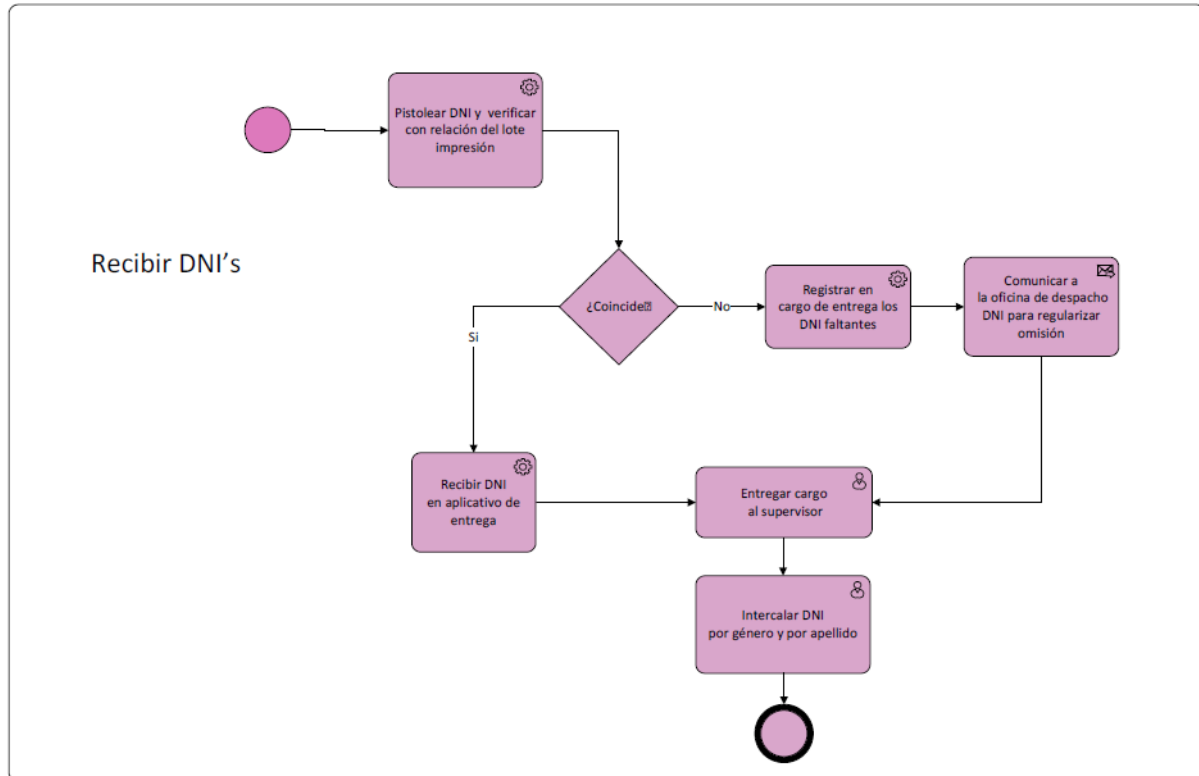 Pistolear DNI y verificar
con relación del lote
impresión
Recibir DNI's
¿Coincide
No
Registrar en
cargo de entrega los
DNI faltantes
Comunicar a
la oficina de despacho
DNI para regularizar
omisión
Si
Recibir DNI
en aplicativo de
entrega
Entregar cargo
al supervisor
Intercalar DNI
por género y por apellido